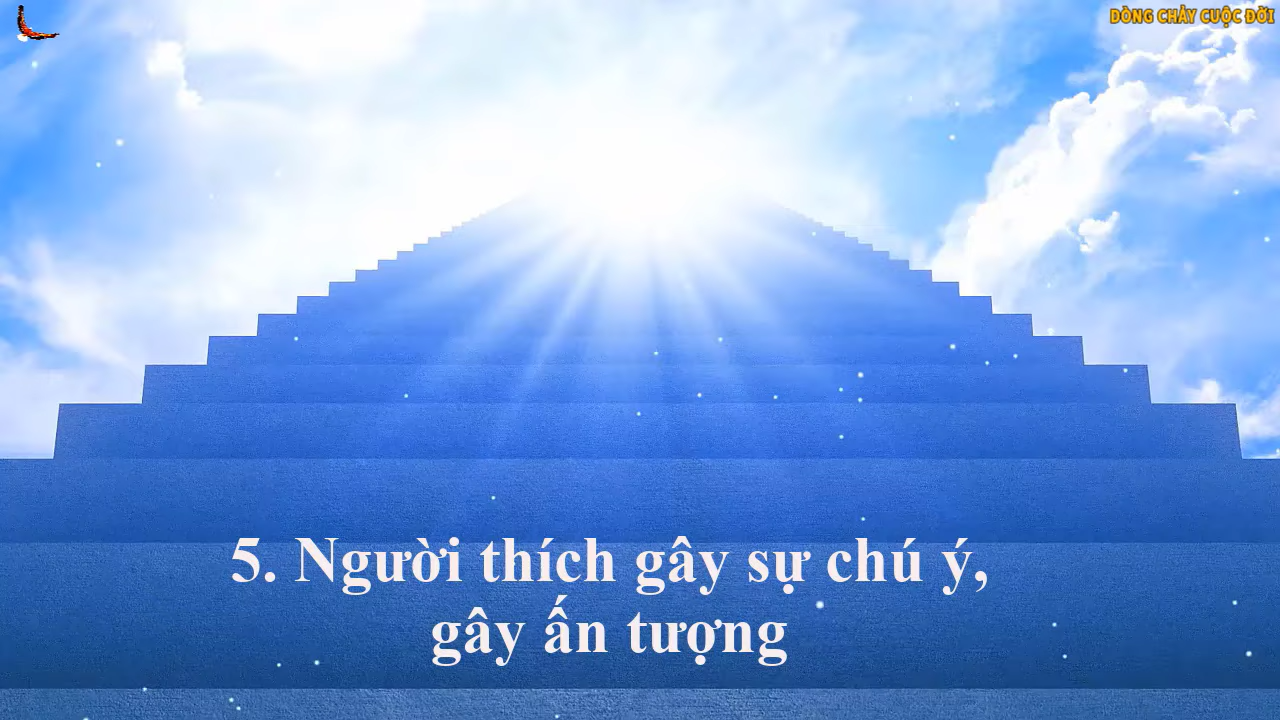 DÒNG CHẢY CUỘC ĐỜI
5. Người thích gây sự chú ý,
gây ấn tượng